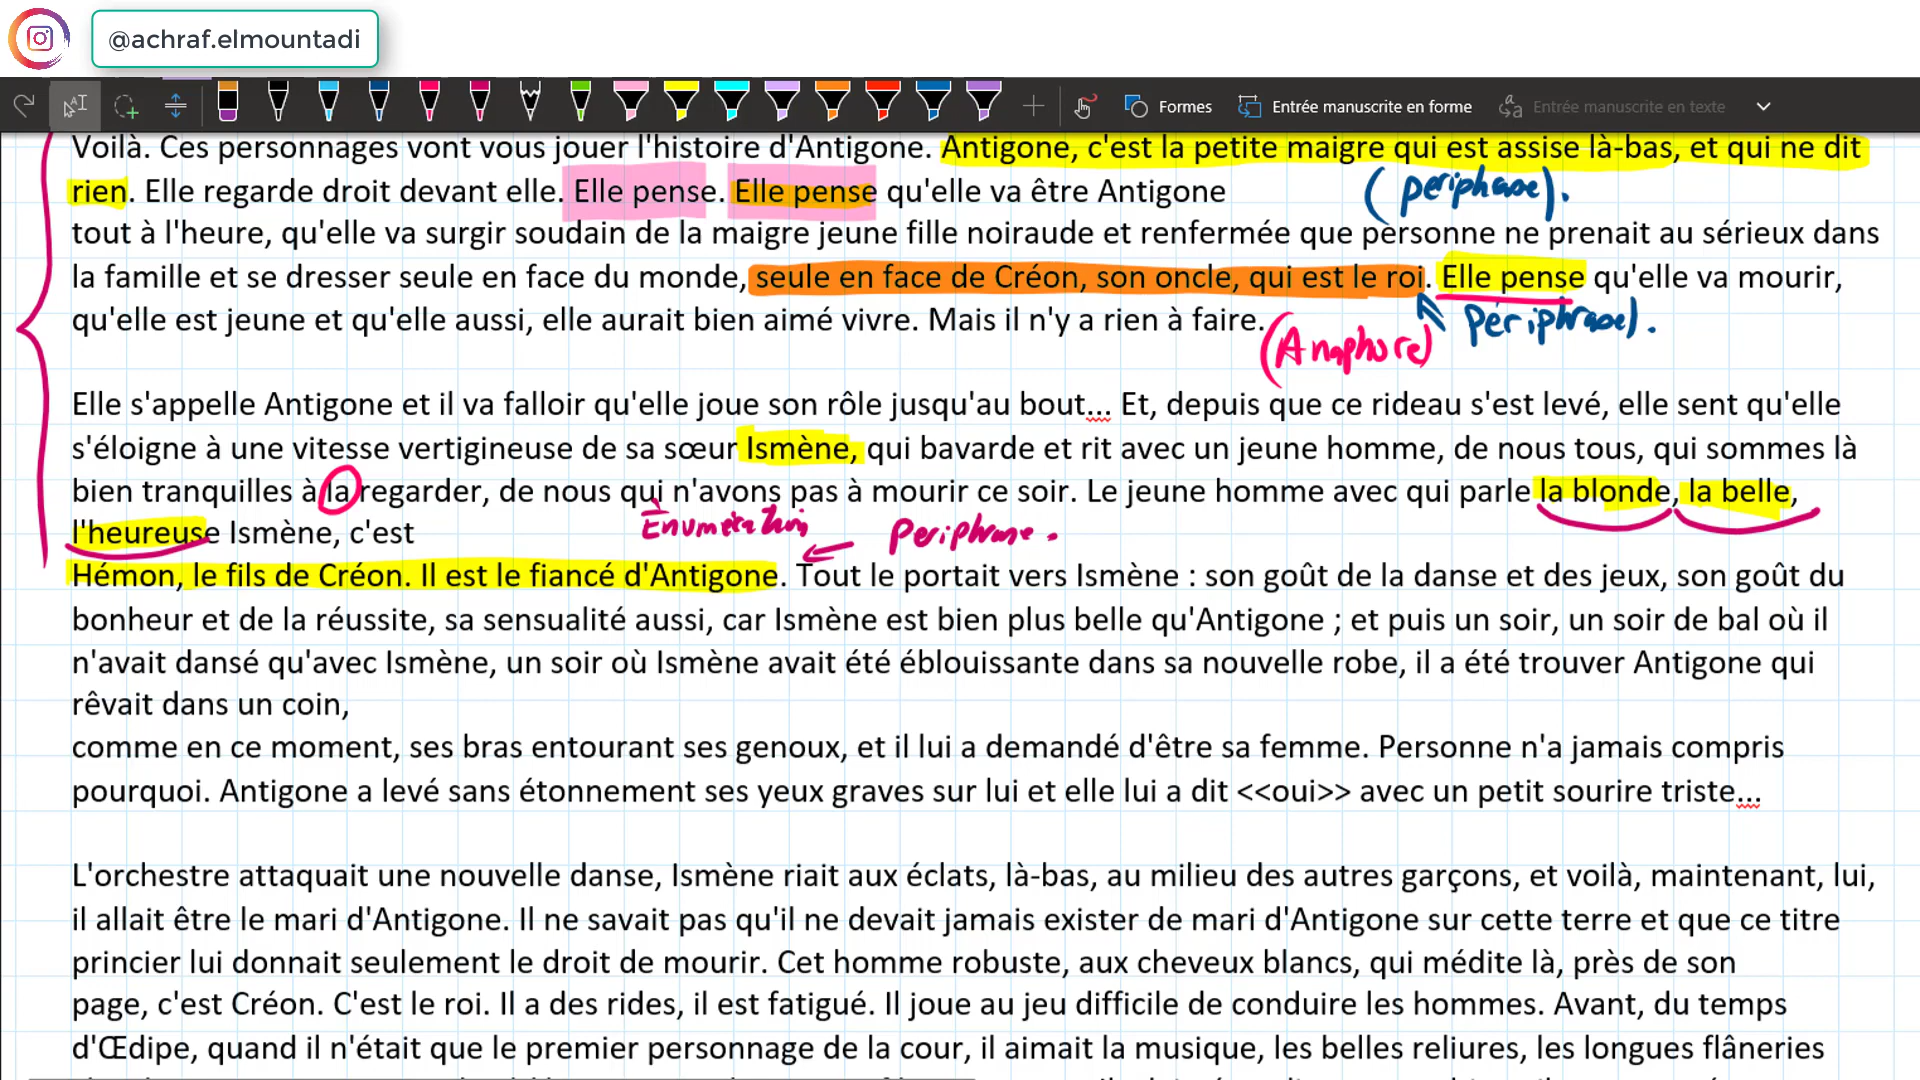 @achraf.elmountadi
Formes
Entrée manuscrite en forme
Entrée manuscrite en texte
Voilà. Ces personnages vont vous jouer l'histoire d'Antigone. Antigone, c'est la petite maigre qui est assise là-bas, et qui ne dit
rien. Elle regarde droit devant elle. Elle pense. Elle pense qu'elle va être Antigone
(periphase).
tout à l'heure, qu'elle va surgir soudain de la maigre jeune fille noiraude et renfermée que personne ne prenait au sérieux dans
la famille et se dresser seule en face du monde, seule en face de Créon, son oncle, qui est le roi. Elle pense qu'elle va mourir,
qu'elle est jeune et qu'elle aussi, elle aurait bien aimé vivre. Mais il n'y a rien à faire.
Periphrase).
(Anaphore)
Elle s'appelle Antigone et il va falloir qu'elle joue son rôle jusqu'au bout... Et, depuis que ce rideau s'est levé, elle sent qu'elle
s'éloigne à une vitesse vertigineuse de sa sœur Ismène, qui bavarde et rit avec un jeune homme, de nous tous, qui sommes là
bien tranquilles à la regarder, de nous qui n'avons pas à mourir ce soir. Le jeune homme avec qui parle la blonde, la belle,
l'heureuse Ismène, c'est
Enumération
Periphrase.
Hémon, le fils de Créon. Il est le fiancé d'Antigone. Tout le portait vers Ismène : son goût de la danse et des jeux, son goût du
bonheur et de la réussite, sa sensualité aussi, car Ismène est bien plus belle qu'Antigone ; et puis un soir, un soir de bal où il
n'avait dansé qu'avec Ismène, un soir où Ismène avait été éblouissante dans sa nouvelle robe, il a été trouver Antigone qui
rêvait dans un coin,
comme en ce moment, ses bras entourant ses genoux, et il lui a demandé d'être sa femme. Personne n'a jamais compris
pourquoi. Antigone a levé sans étonnement ses yeux graves sur lui et elle lui a dit <<oui>> avec un petit sourire triste...
L'orchestre attaquait une nouvelle danse, Ismène riait aux éclats, là-bas, au milieu des autres garçons, et voilà, maintenant, lui,
il allait être le mari d'Antigone. Il ne savait pas qu'il ne devait jamais exister de mari d'Antigone sur cette terre et que ce titre
princier lui donnait seulement le droit de mourir. Cet homme robuste, aux cheveux blancs, qui médite là, près de son
page, c'est Créon. C'est le roi. Il a des rides, il est fatigué. Il joue au jeu difficile de conduire les hommes. Avant, du temps
d'Œdipe, quand il n'était que le premier personnage de la cour, il aimait la musique, les belles reliures, les longues flâneries